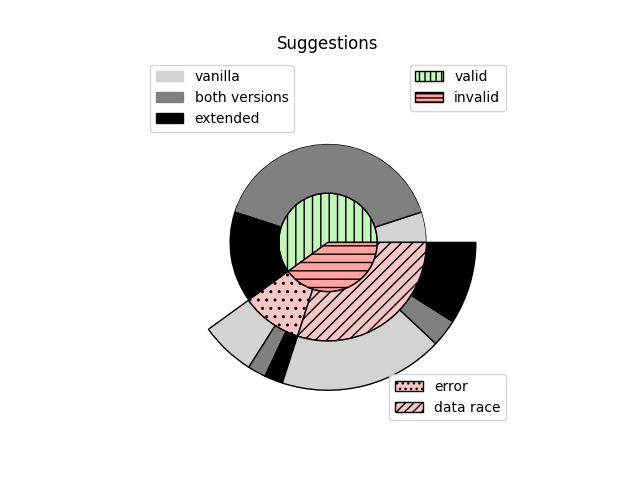 Suggestions
vanilla
both versions
extended
valid
invalid
error
data race